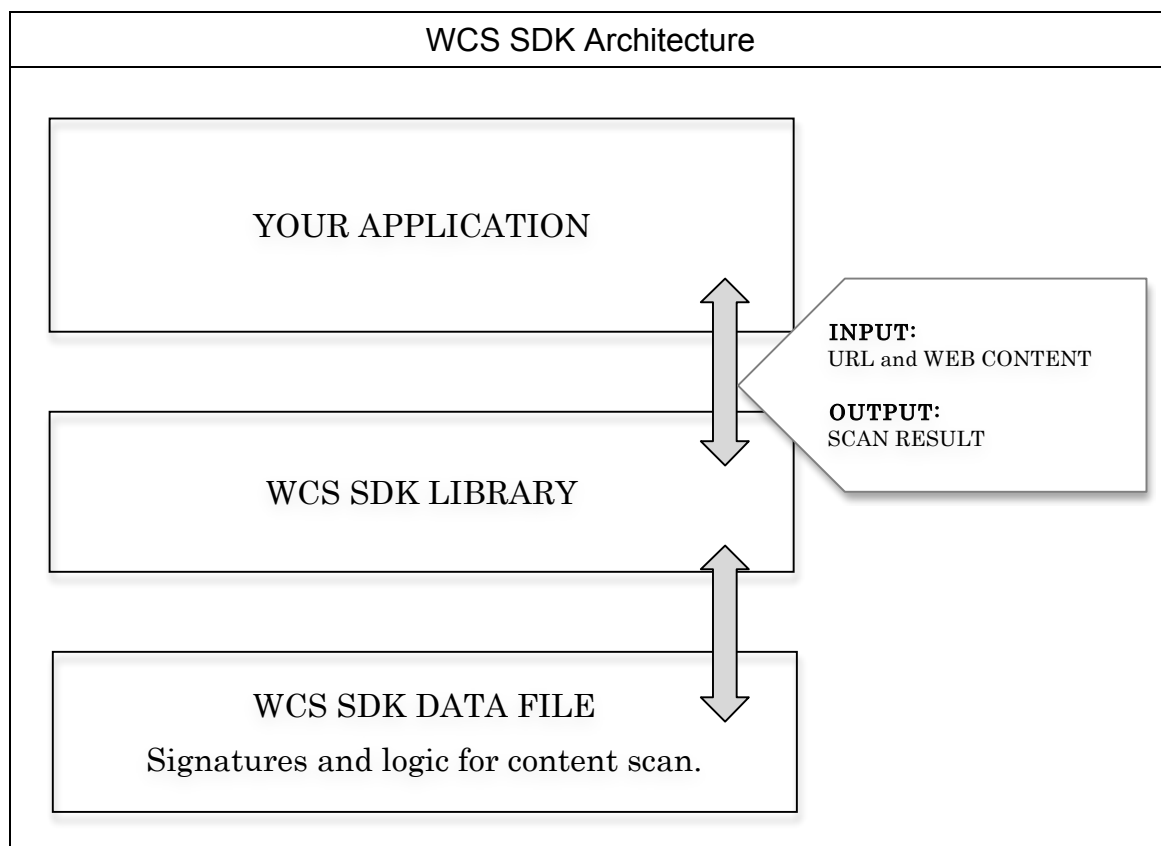 WCS SDK Architecture
YOUR APPLICATION
INPUT:
URL and WEB CONTENT
OUTPUT:
SCAN RESULT
WCS SDK LIBRARY
WCS SDK DATA FILE
Signatures and logic for content scan.